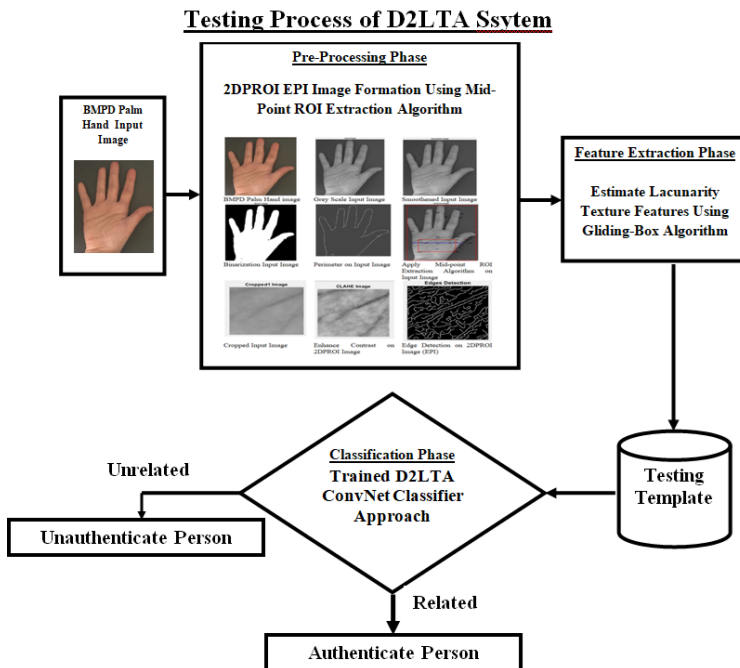 Testing Process of D2LTA Ssytem
BMPD Palm
Hand Input
Image
Pre-Processing Phase
2DPROI EPI Image Formation Using Mid-
Point ROI Extraction Algorithm
BMPD Palm Hand image
Grey Scale Input Image
Smoothened Input Image
Binarization Input Image
Perimeter on Input Image
Apply Mid-point ROI
Extraction Algorithm on
Input Image
Cropped1 Image
CLAHE Image
Edges Detection
Cropped Input Image
Enhance Contrast on
2DPROI Image
Edge Detection on 2DPROI
Image (EPI)
Feature Extraction Phase
Estimate Lacunarity
Texture Features Using
Gliding-Box Algorithm
Testing
Template
Classification Phase
Trained D2LTA
ConvNet Classifier
Approach
Unrelated
Unauthenticate Person
Related
Authenticate Person